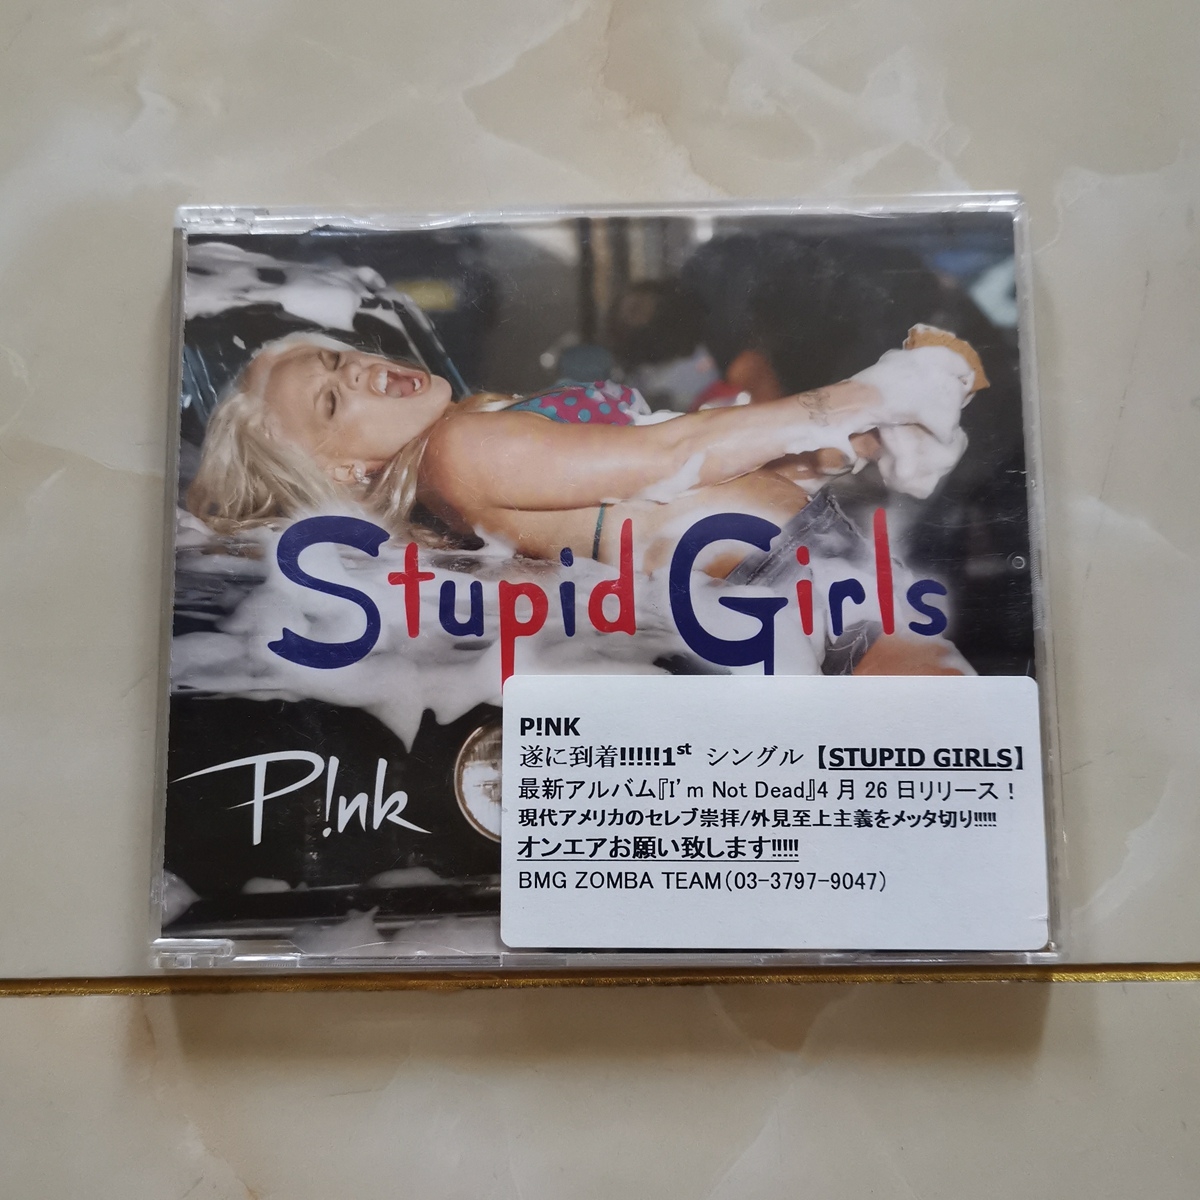 Stupid Girls
P!nk
P!NK
遂に到着!!!!!1st シングル【STUPID GIRLS】
最新アルバム『I'm Not Dead』4月26日リリース！
現代アメリカのセレブ崇拝/外見至上主義をメッタ切り!!!!!
オンエアお願い致します!!!!!
BMG ZOMBA TEAM(03-3797-9047)